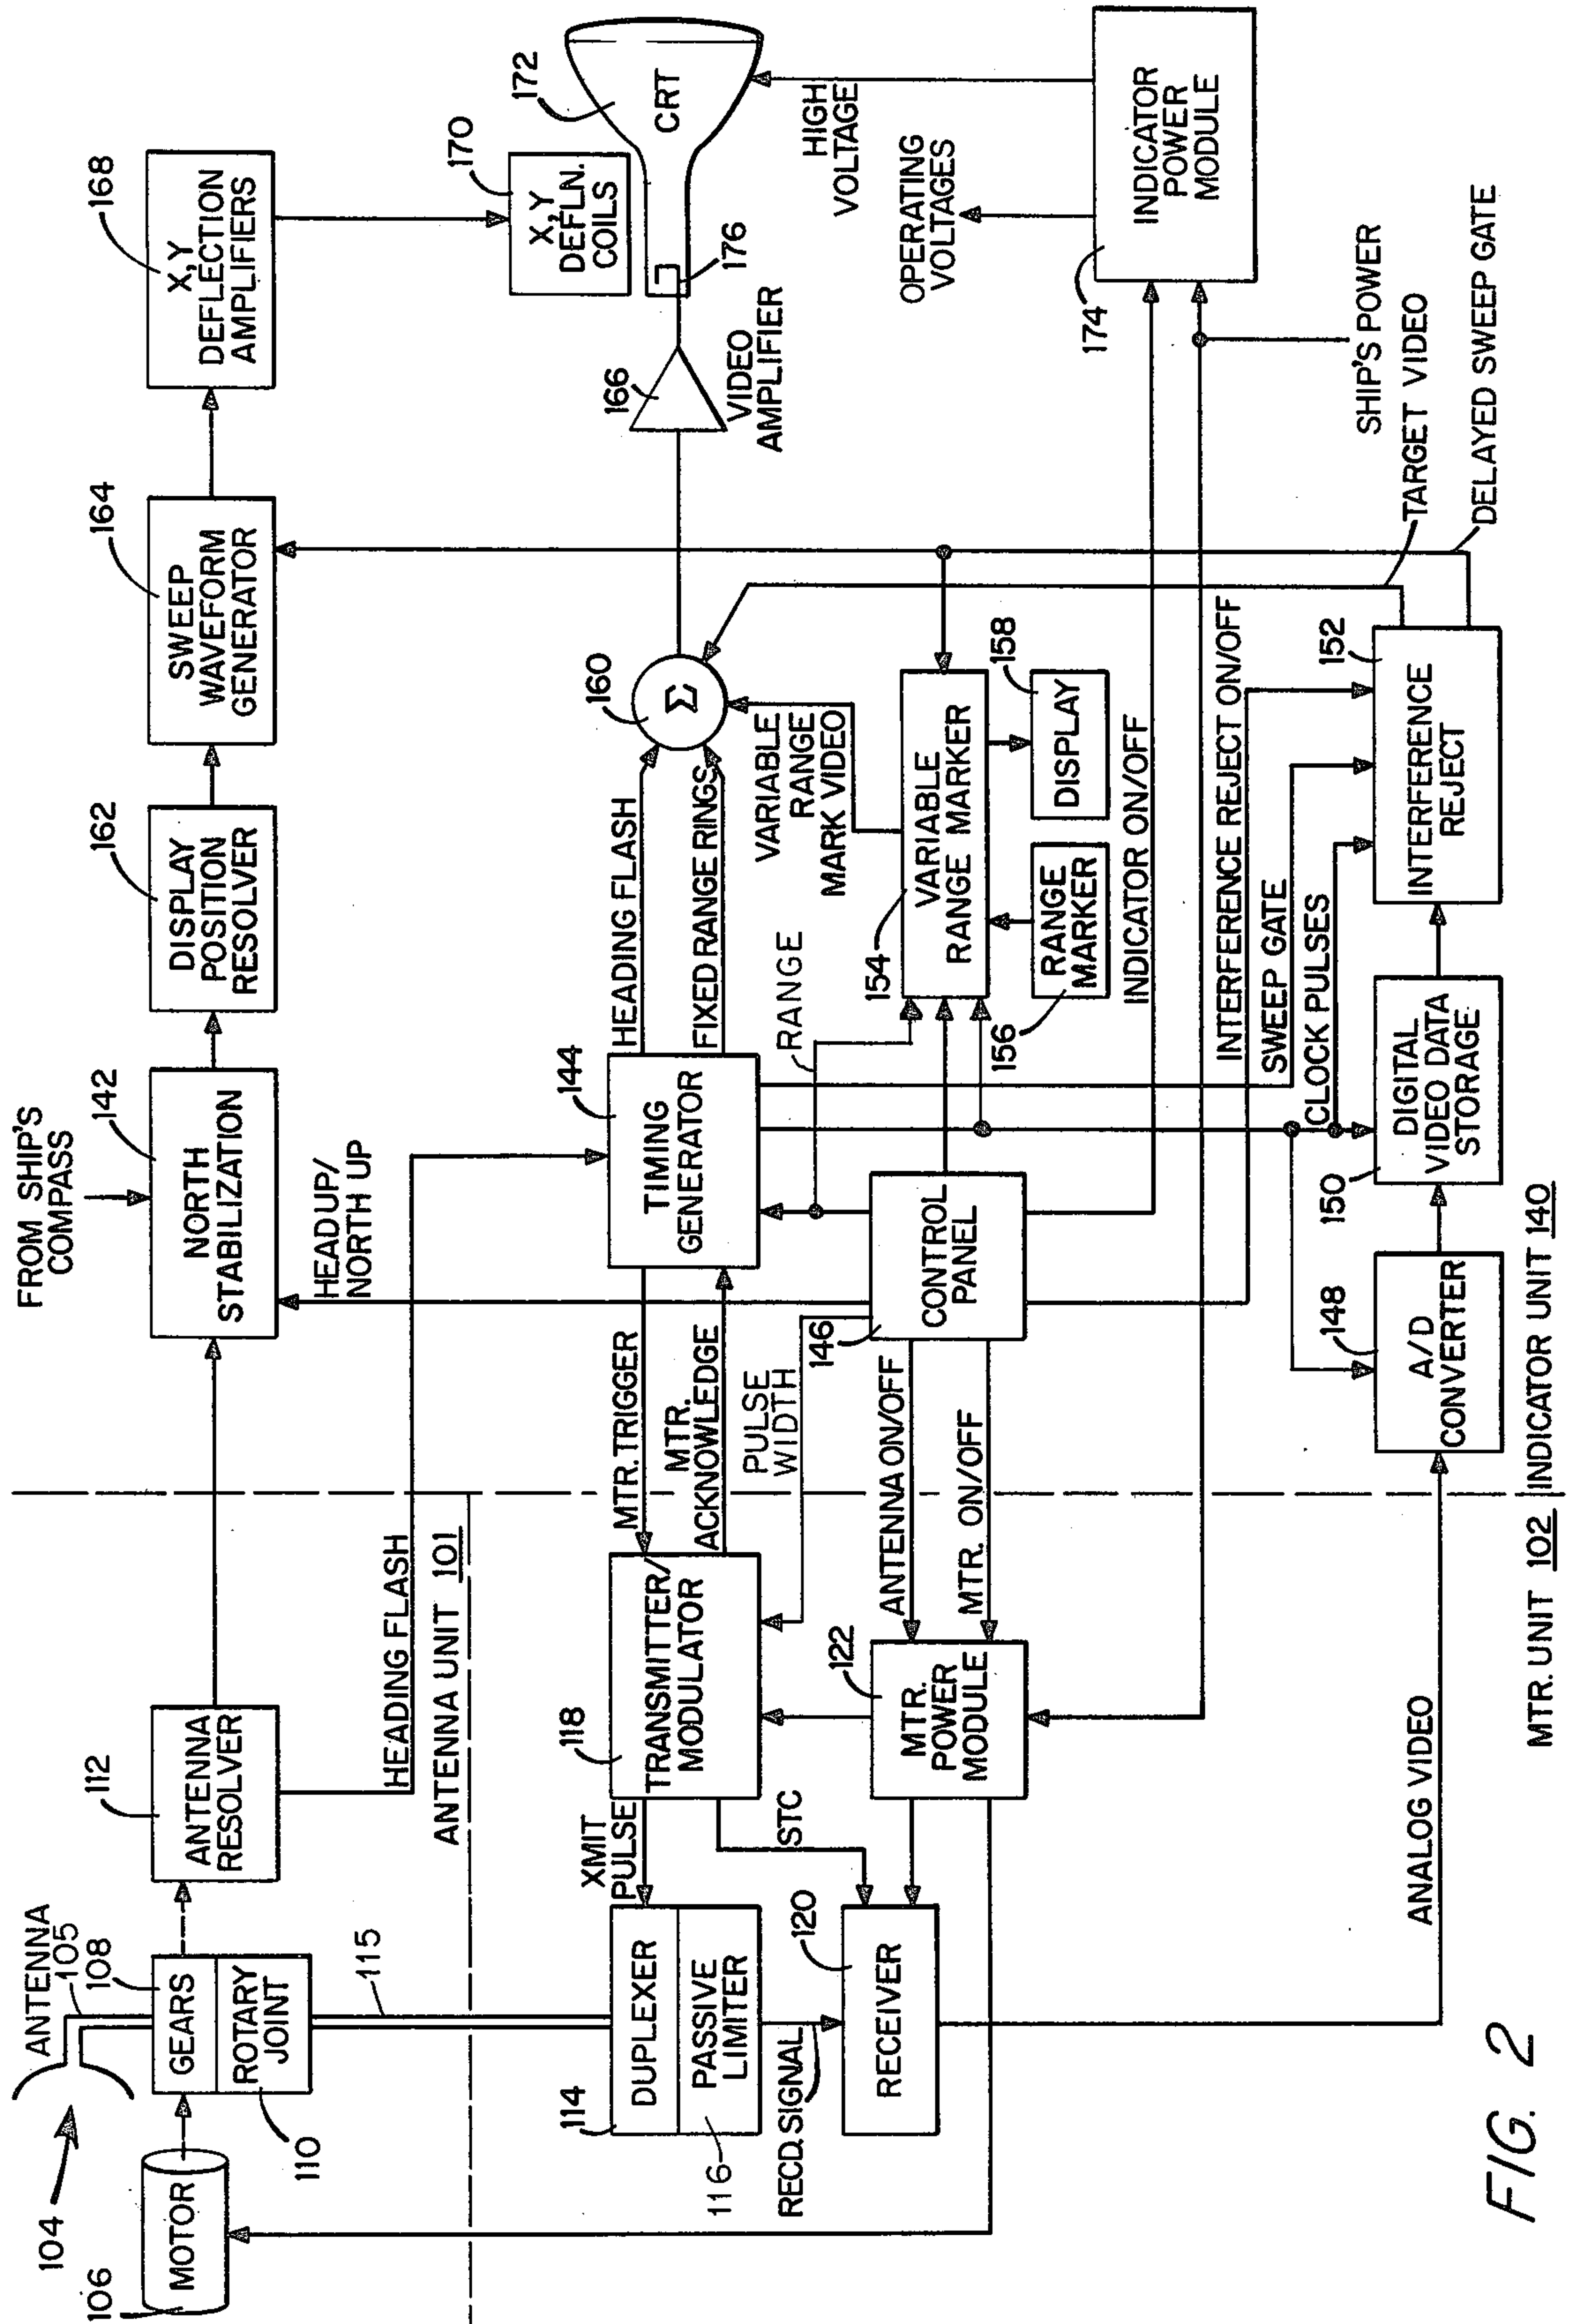 104
ANTENNA
105
108
106
MOTOR
GEARS
ROTARY
JOINT
110
112
ANTENNA
RESOLVER
HEADING FLASH
ANTENNA UNIT 101
115
FROM SHIP'S
COMPASS
142
NORTH
STABILIZATION
HEAD UP/
NORTH UP
162
DISPLAY
POSITION
RESOLVER
164
SWEEP
WAVEFORM
GENERATOR
168
X,Y
DEFLECTION
AMPLIFIERS
170
X,Y
DEFLN.
COILS
172
CRT
176
114
DUPLEXER
PASSIVE
LIMITER
116
XMIT
PULSE
118
TRANSMITTER/
MODULATOR
STC
MTR. TRIGGER
MTR.
ACKNOWLEDGE
PULSE
WIDTH
144
TIMING
GENERATOR
HEADING FLASH
FIXED RANGE RINGS
160
Σ
166
VIDEO
AMPLIFIER
VARIABLE
RANGE
MARK VIDEO
RANGE
HIGH
VOLTAGE
OPERATING
VOLTAGES
RECD. SIGNAL
120
RECEIVER
122
MTR.
POWER
MODULE
ANTENNA ON/OFF
MTR. ON/OFF
146
CONTROL
PANEL
154
VARIABLE
RANGE MARKER
156
RANGE
MARKER
158
DISPLAY
174
INDICATOR
POWER
MODULE
INDICATOR ON/OFF
INTERFERENCE REJECT ON/OFF
SWEEP GATE
CLOCK PULSES
SHIP'S POWER
TARGET VIDEO
DELAYED SWEEP GATE
ANALOG VIDEO
148
A/D
CONVERTER
150
DIGITAL
VIDEO DATA
STORAGE
152
INTERFERENCE
REJECT
MTR. UNIT 102
INDICATOR UNIT 140
FIG. 2